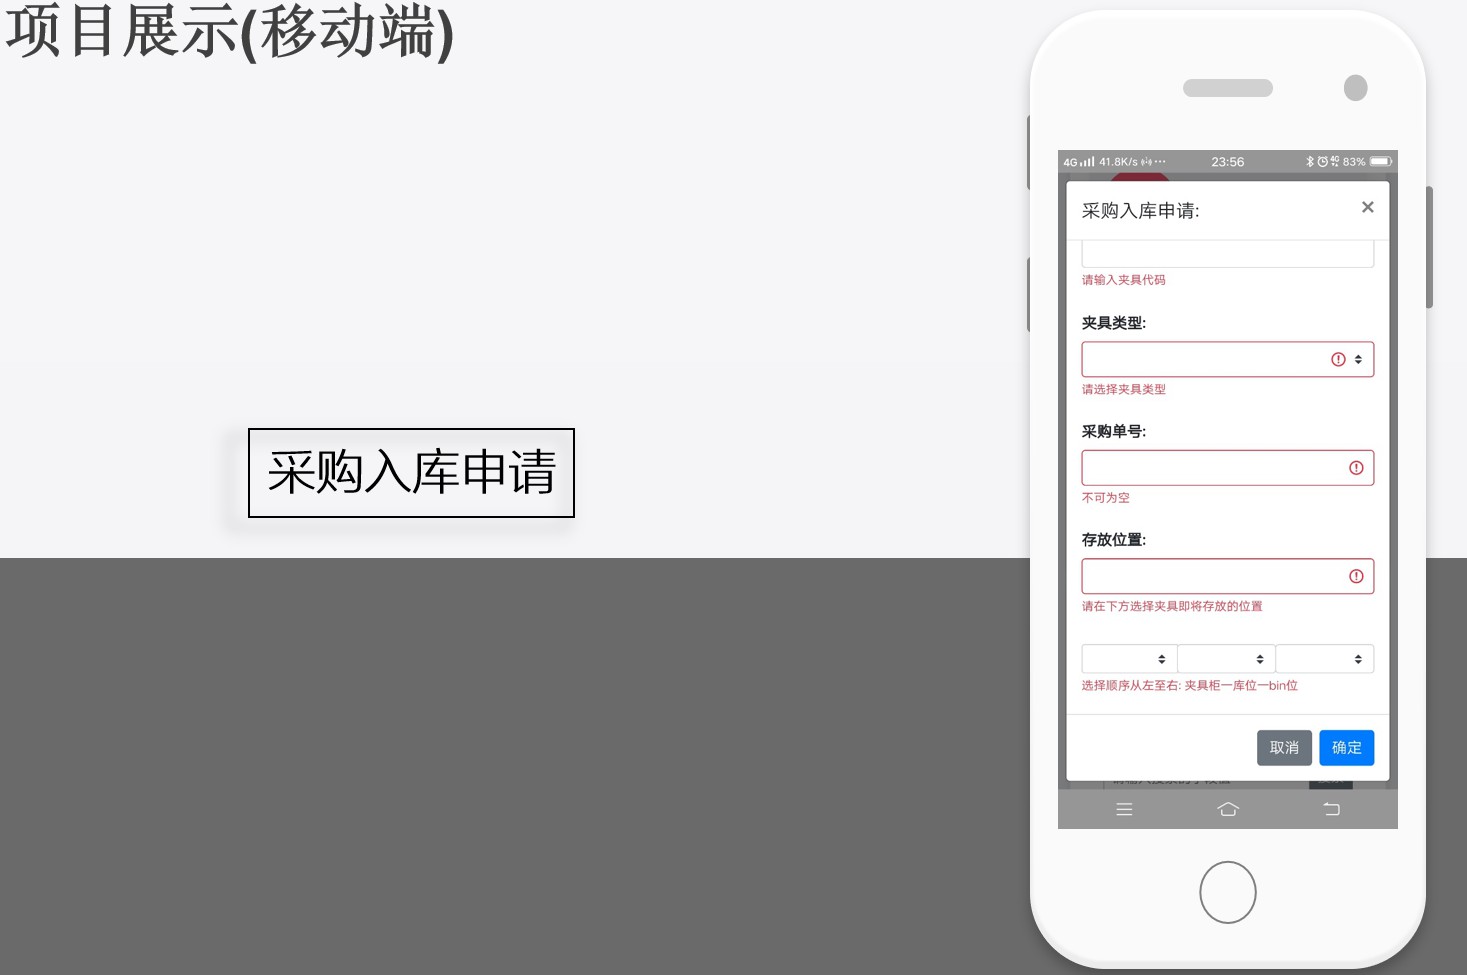 项目展示(移动端)
采购入库申请
4G 41.8K/s 23:56 4G 83%
采购入库申请: ×
请输入夹具代码
夹具类型:
请选择夹具类型
采购单号:
不可为空
存放位置:
请在下方选择夹具即将存放的位置
选择顺序从左至右: 夹具柜一库位一bin位
取消 确定